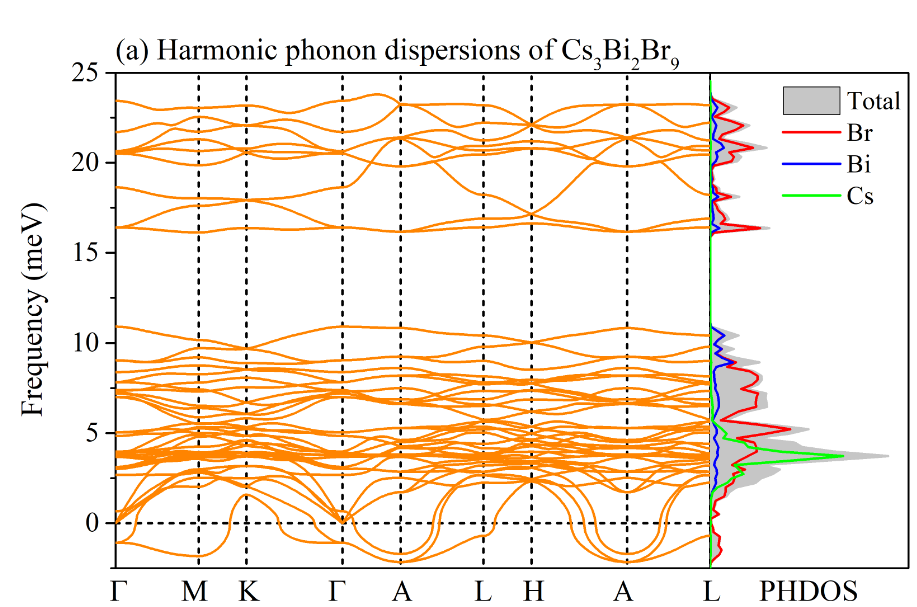 (a) Harmonic phonon dispersions of Cs₃Bi₂Br₉
25
20
15
10
5
0
Frequency (meV)
Total
Br
Bi
Cs
Γ M K Γ A L H A L PHDOS